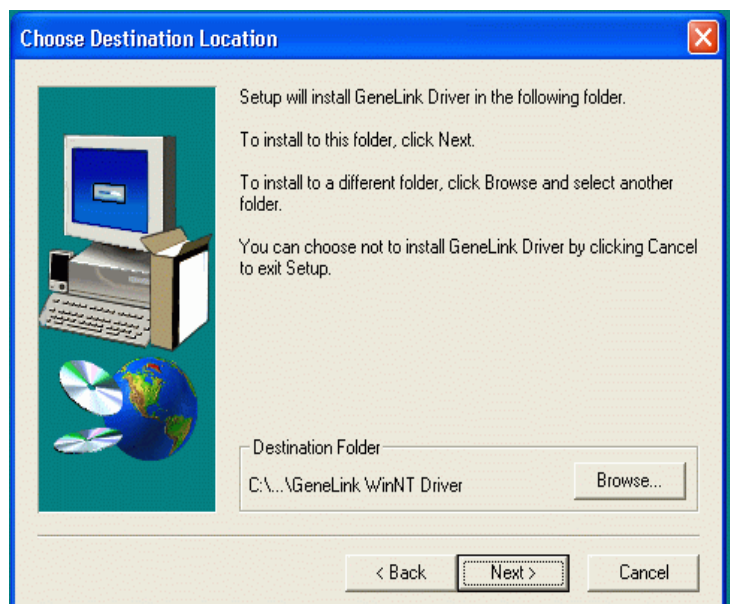 Choose Destination Location
Setup will install GeneLink Driver in the following folder.
To install to this folder, click Next.
To install to a different folder, click Browse and select another
folder.
You can choose not to install GeneLink Driver by clicking Cancel
to exit Setup.
Destination Folder
C:\...\GeneLink WinNT Driver
Browse...
< Back
Next >
Cancel